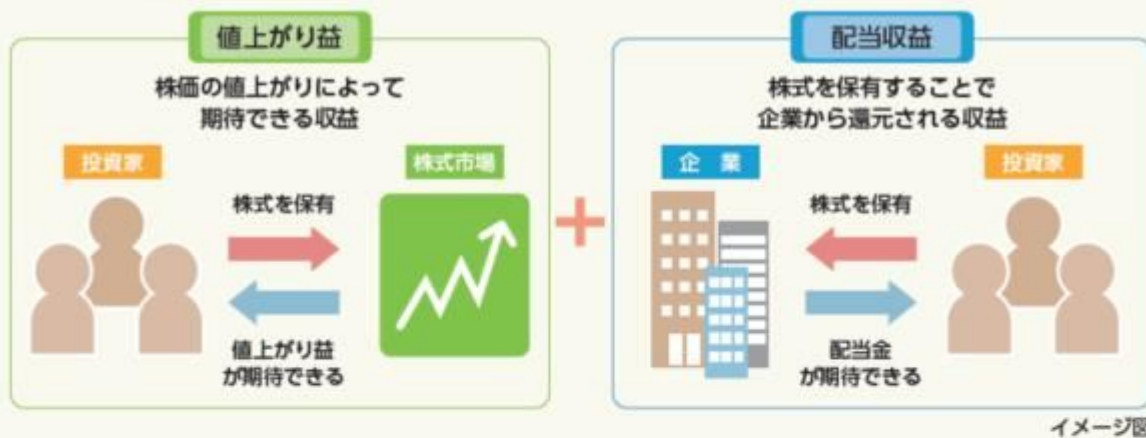 値上がり益
株価の値上がりによって
期待できる収益
投資家
株式市場
株式を保有
値上がり益
が期待できる
配当収益
株式を保有することで
企業から還元される収益
企 業
投資家
株式を保有
配当金
が期待できる
イメージ図